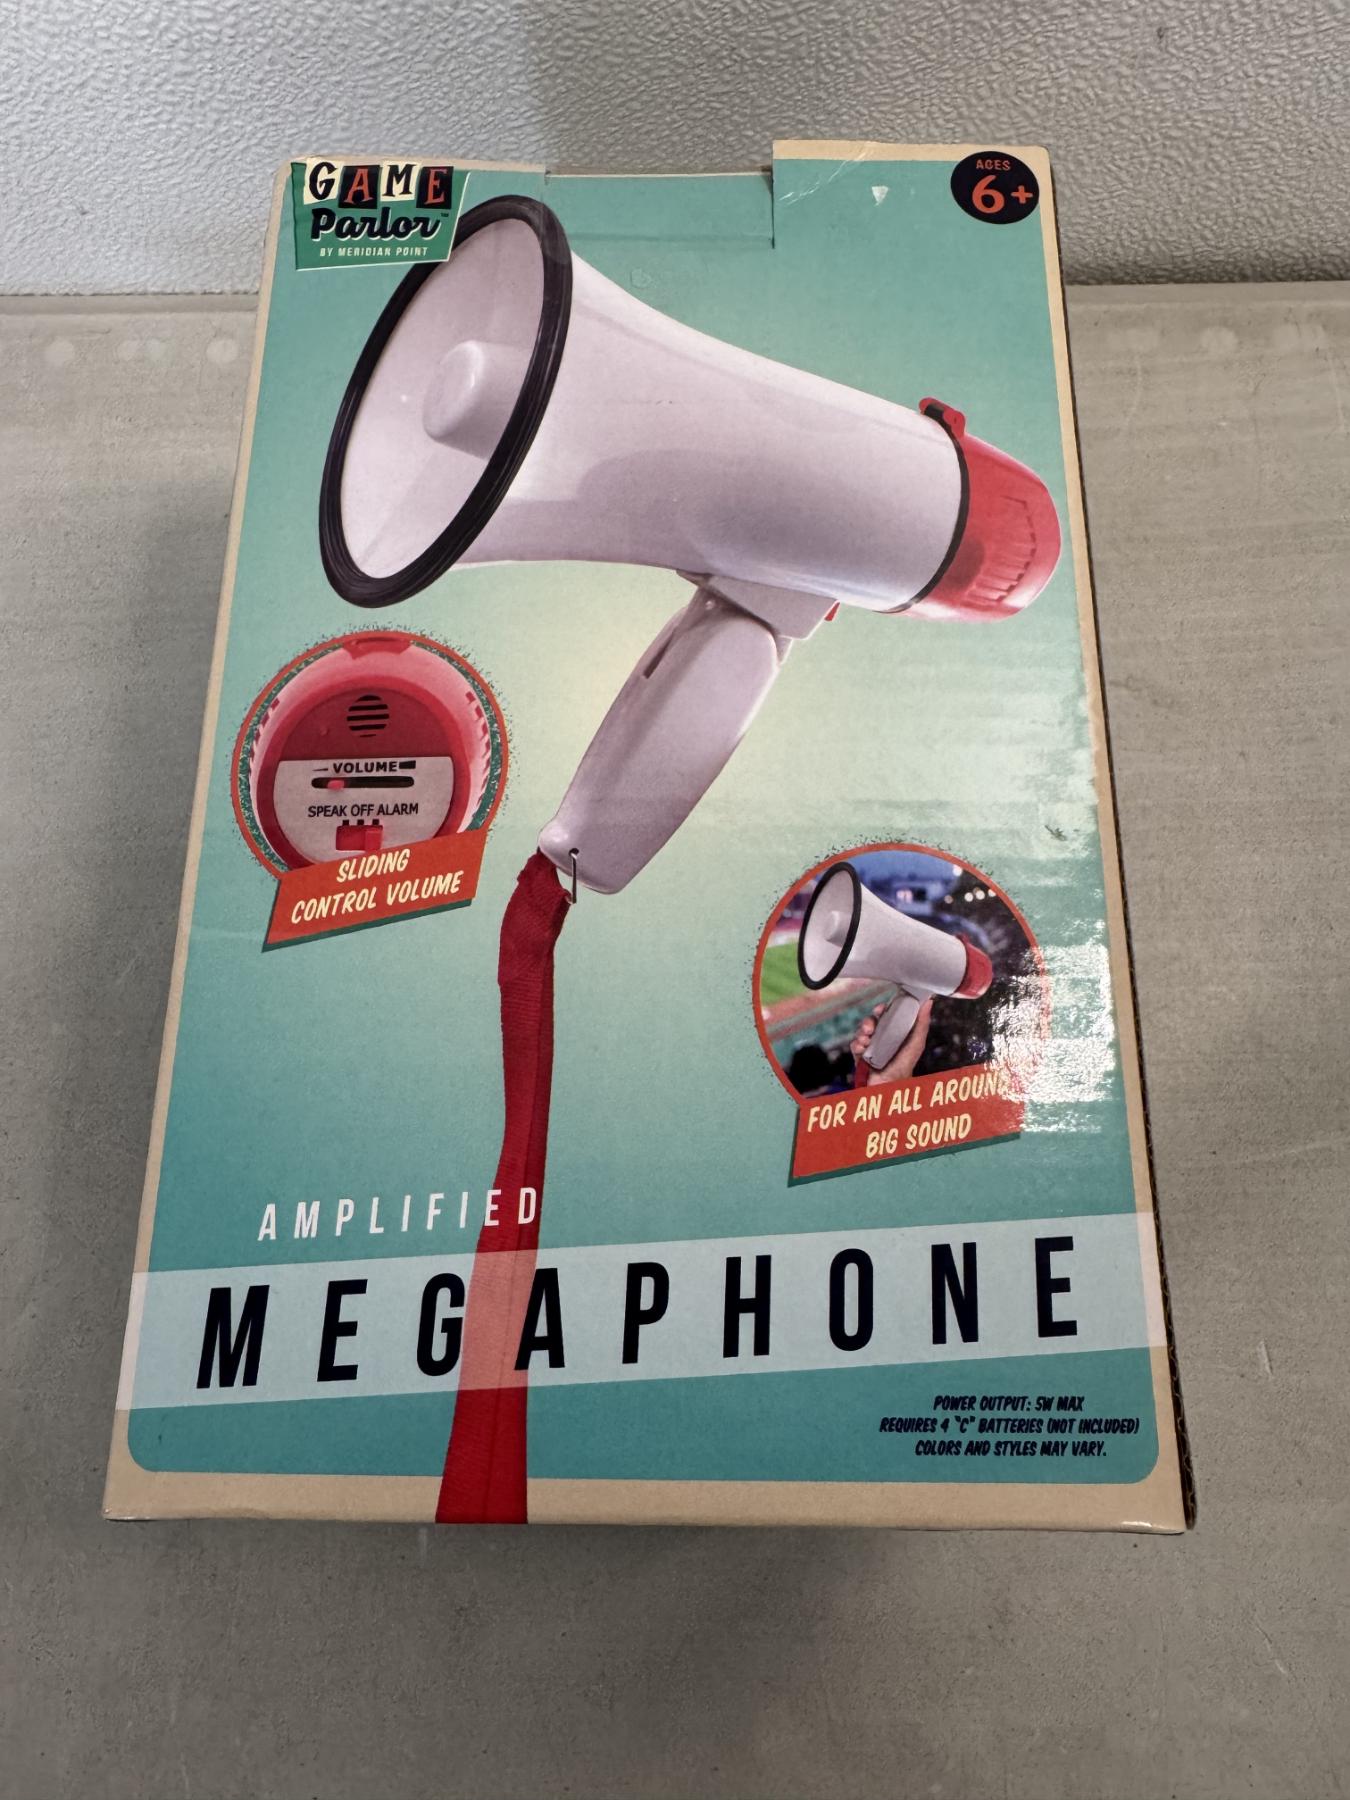 GAME
Parlor™
BY MERIDIAN POINT
AGES
6+
VOLUME
SPEAK OFF ALARM
SLIDING
CONTROL VOLUME
FOR AN ALL AROUND
BIG SOUND
AMPLIFIED
MEGAPHONE
POWER OUTPUT: 5W MAX
REQUIRES 4 "C" BATTERIES (NOT INCLUDED)
COLORS AND STYLES MAY VARY.